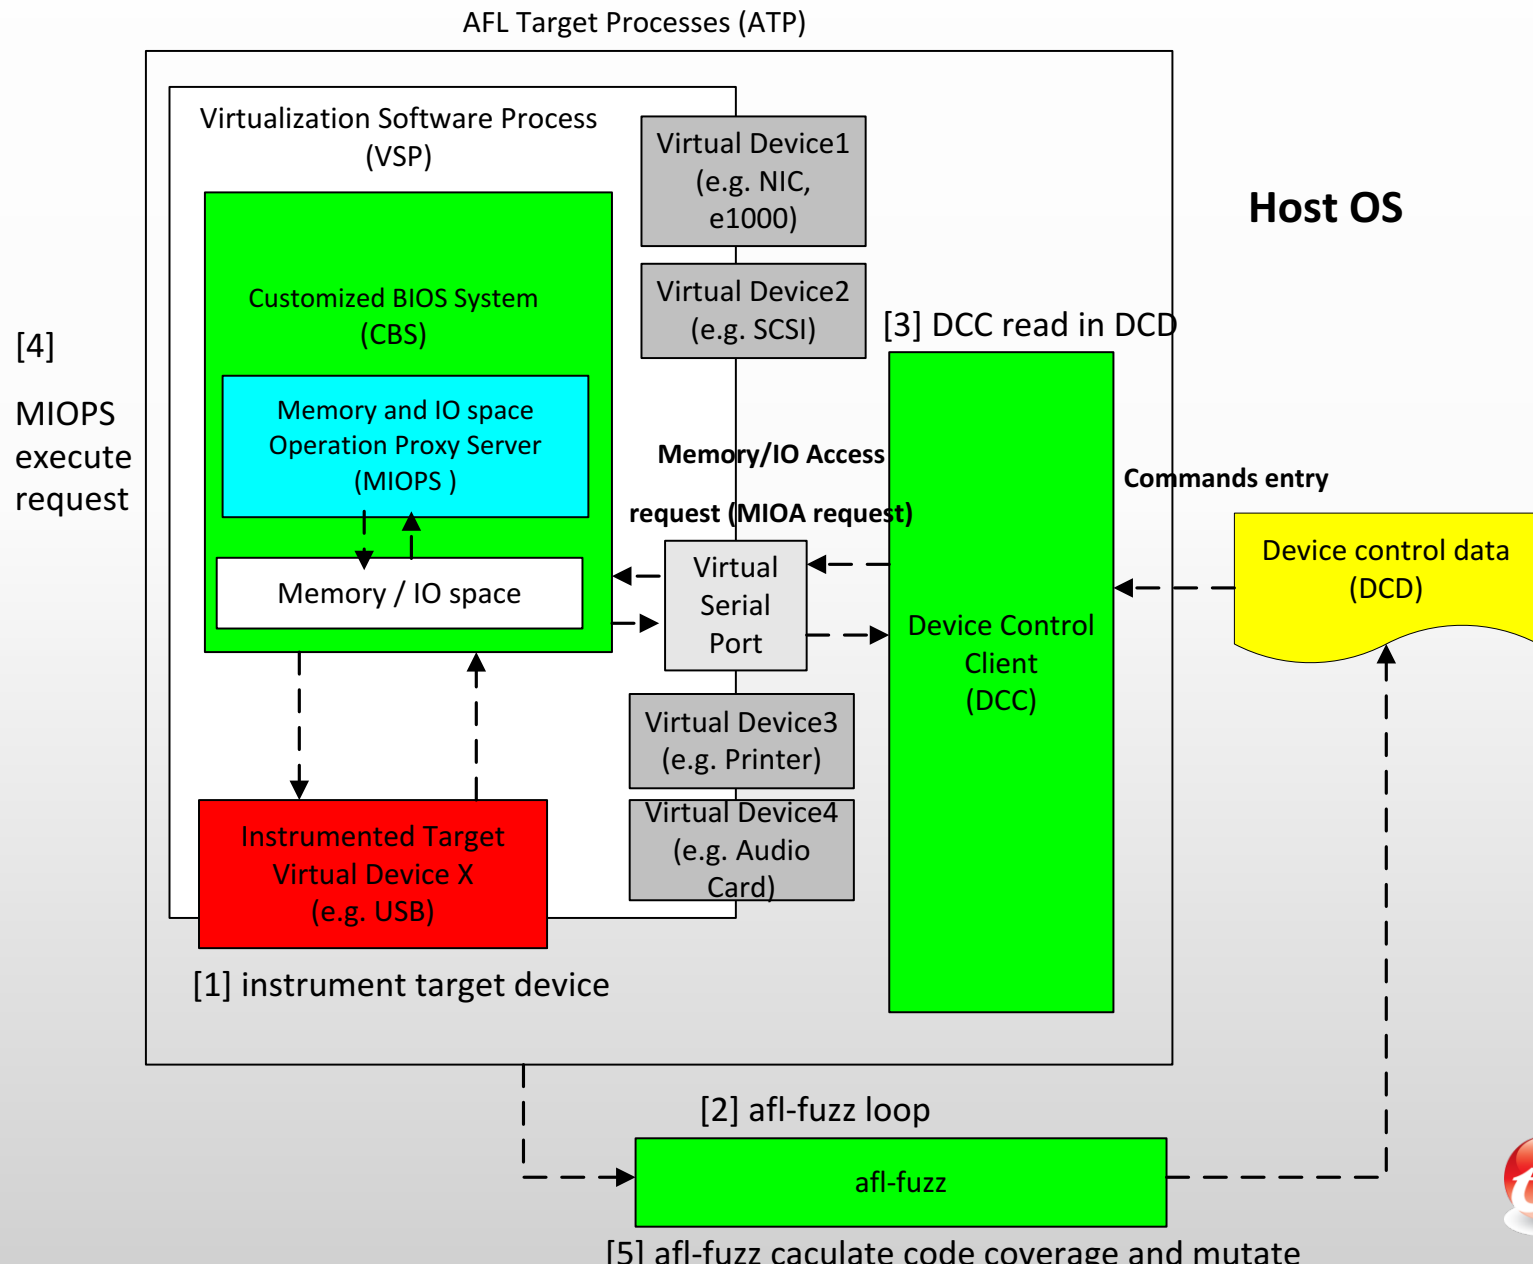 AFL Target Processes (ATP)
Virtualization Software Process
(VSP)
Virtual Device1
(e.g. NIC,
e1000)
Host OS
Customized BIOS System
(CBS)
Virtual Device2
(e.g. SCSI)
[3] DCC read in DCD
[4]
MIOPS
execute
request
Memory and IO space
Operation Proxy Server
(MIOPS )
Memory/IO Access
request (MIOA request)
Commands entry
Memory / IO space
Virtual
Serial
Port
Device Control
Client
(DCC)
Device control data
(DCD)
Virtual Device3
(e.g. Printer)
Virtual Device4
(e.g. Audio
Card)
Instrumented Target
Virtual Device X
(e.g. USB)
[1] instrument target device
[2] afl-fuzz loop
afl-fuzz
[5] afl-fuzz caculate code coverage and mutate